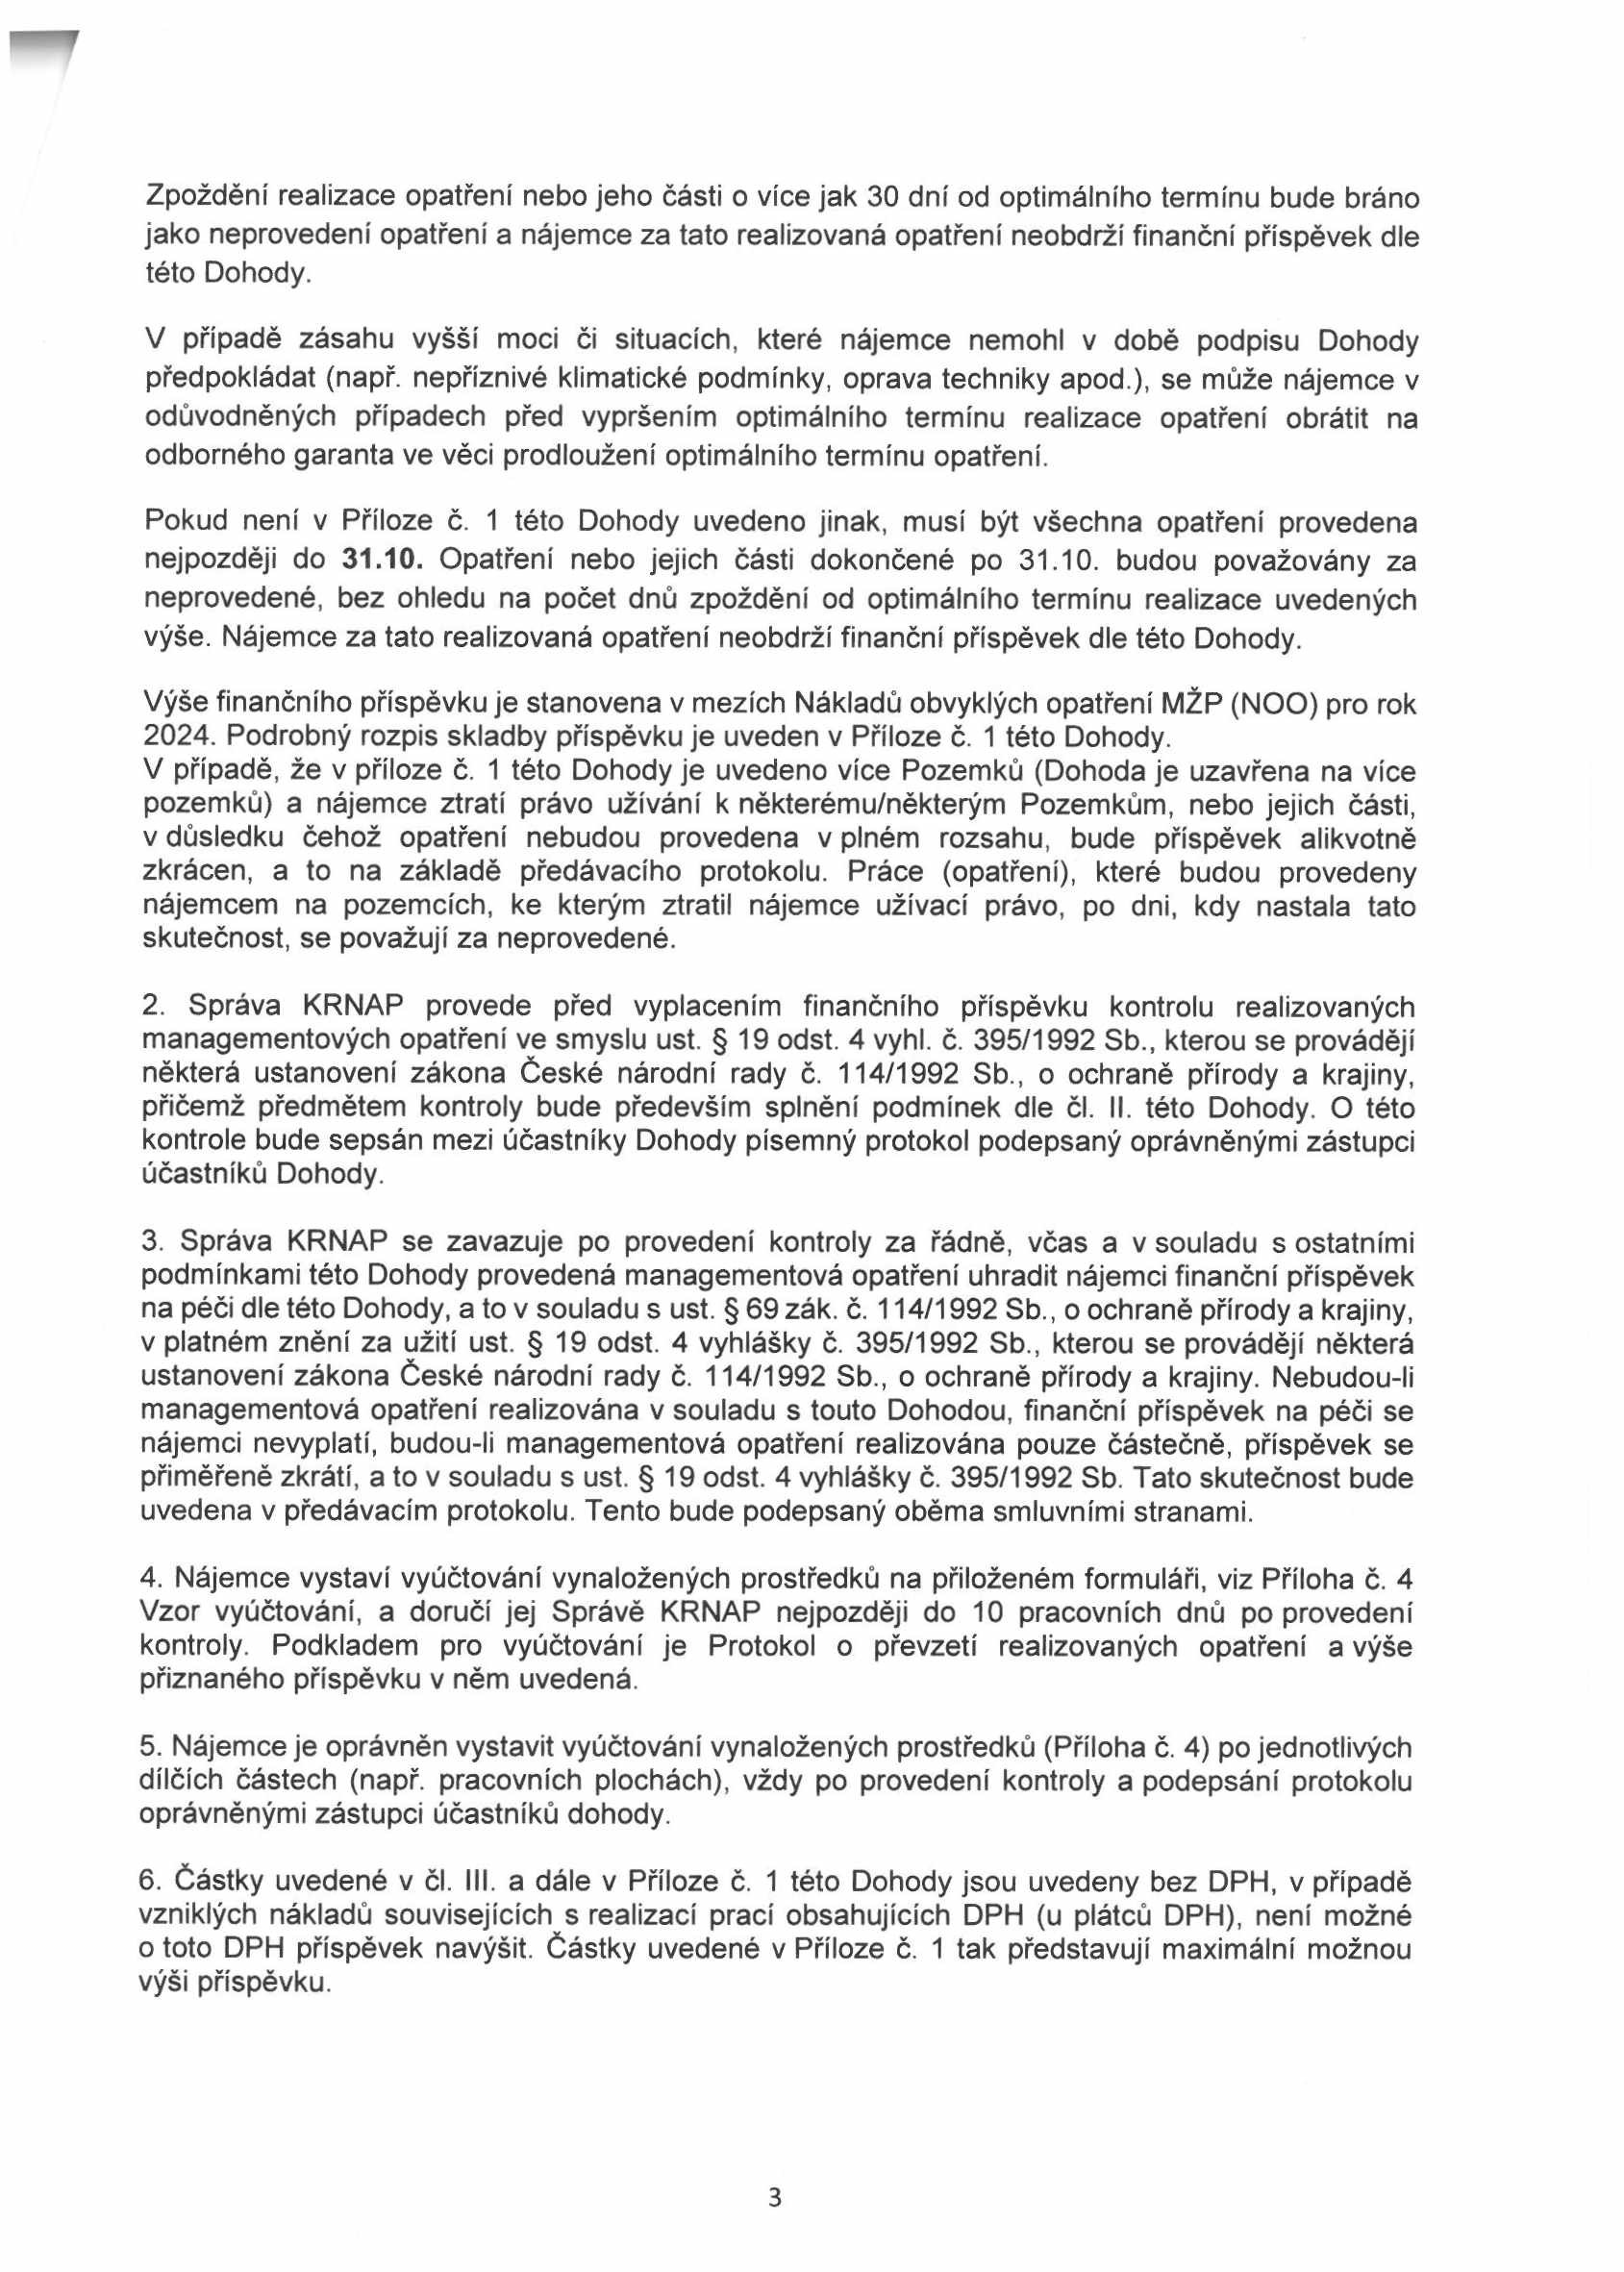 Zpoždění realizace opatření nebo jeho části o více jak 30 dní od optimálního termínu bude bráno
jako neprovedení opatření a nájemce za tato realizovaná opatření neobdrží finanční příspěvek dle
této Dohody.
V případě zásahu vyšší moci či situacích, které nájemce nemohl v době podpisu Dohody
předpokládat (např. nepříznivé klimatické podmínky, oprava techniky apod.), se může nájemce v
odůvodněných případech před vypršením optimálního termínu realizace opatření obrátit na
odborného garanta ve věci prodloužení optimálního termínu opatření.
Pokud není v Příloze č. 1 této Dohody uvedeno jinak, musí být všechna opatření provedena
nejpozději do 31.10. Opatření nebo jejich části dokončené po 31.10. budou považovány za
neprovedené, bez ohledu na počet dnů zpoždění od optimálního termínu realizace uvedených
výše. Nájemce za tato realizovaná opatření neobdrží finanční příspěvek dle této Dohody.
Výše finančního příspěvku je stanovena v mezích Nákladů obvyklých opatření MŽP (NOO) pro rok
2024. Podrobný rozpis skladby příspěvku je uveden v Příloze č. 1 této Dohody.
V případě, že v příloze č. 1 této Dohody je uvedeno více Pozemků (Dohoda je uzavřena na více
pozemků) a nájemce ztratí právo užívání k některému/některým Pozemkům, nebo jejich části,
v důsledku čehož opatření nebudou provedena v plném rozsahu, bude příspěvek alikvotně
zkrácen, a to na základě předávacího protokolu. Práce (opatření), které budou provedeny
nájemcem na pozemcích, ke kterým ztratil nájemce užívací právo, po dni, kdy nastala tato
skutečnost, se považují za neprovedené.
2. Správa KRNAP provede před vyplacením finančního příspěvku kontrolu realizovaných
managementových opatření ve smyslu ust. § 19 odst. 4 vyhl. č. 395/1992 Sb., kterou se provádějí
některá ustanovení zákona České národní rady č. 114/1992 Sb., o ochraně přírody a krajiny,
přičemž předmětem kontroly bude především splnění podmínek dle čl. II. této Dohody. O této
kontrole bude sepsán mezi účastníky Dohody písemný protokol podepsaný oprávněnými zástupci
účastníků Dohody.
3. Správa KRNAP se zavazuje po provedení kontroly za řádně, včas a v souladu s ostatními
podmínkami této Dohody provedená managementová opatření uhradit nájemci finanční příspěvek
na péči dle této Dohody, a to v souladu s ust. § 69 zák. č. 114/1992 Sb., o ochraně přírody a krajiny,
v platném znění za užití ust. § 19 odst. 4 vyhlášky č. 395/1992 Sb., kterou se provádějí některá
ustanovení zákona České národní rady č. 114/1992 Sb., o ochraně přírody a krajiny. Nebudou-li
managementová opatření realizována v souladu s touto Dohodou, finanční příspěvek na péči se
nájemci nevyplatí, budou-li managementová opatření realizována pouze částečně, příspěvek se
přiměřeně zkrátí, a to v souladu s ust. § 19 odst. 4 vyhlášky č. 395/1992 Sb. Tato skutečnost bude
uvedena v předávacím protokolu. Tento bude podepsaný oběma smluvními stranami.
4. Nájemce vystaví vyúčtování vynaložených prostředků na přiloženém formuláři, viz Příloha č. 4
Vzor vyúčtování, a doručí jej Správě KRNAP nejpozději do 10 pracovních dnů po provedení
kontroly. Podkladem pro vyúčtování je Protokol o převzetí realizovaných opatření a výše
přiznaného příspěvku v něm uvedená.
5. Nájemce je oprávněn vystavit vyúčtování vynaložených prostředků (Příloha č. 4) po jednotlivých
dílčích částech (např. pracovních plochách), vždy po provedení kontroly a podepsání protokolu
oprávněnými zástupci účastníků dohody.
6. Částky uvedené v čl. III. a dále v Příloze č. 1 této Dohody jsou uvedeny bez DPH, v případě
vzniklých nákladů souvisejících s realizací prací obsahujících DPH (u plátců DPH), není možné
o toto DPH příspěvek navýšit. Částky uvedené v Příloze č. 1 tak představují maximální možnou
výši příspěvku.
3